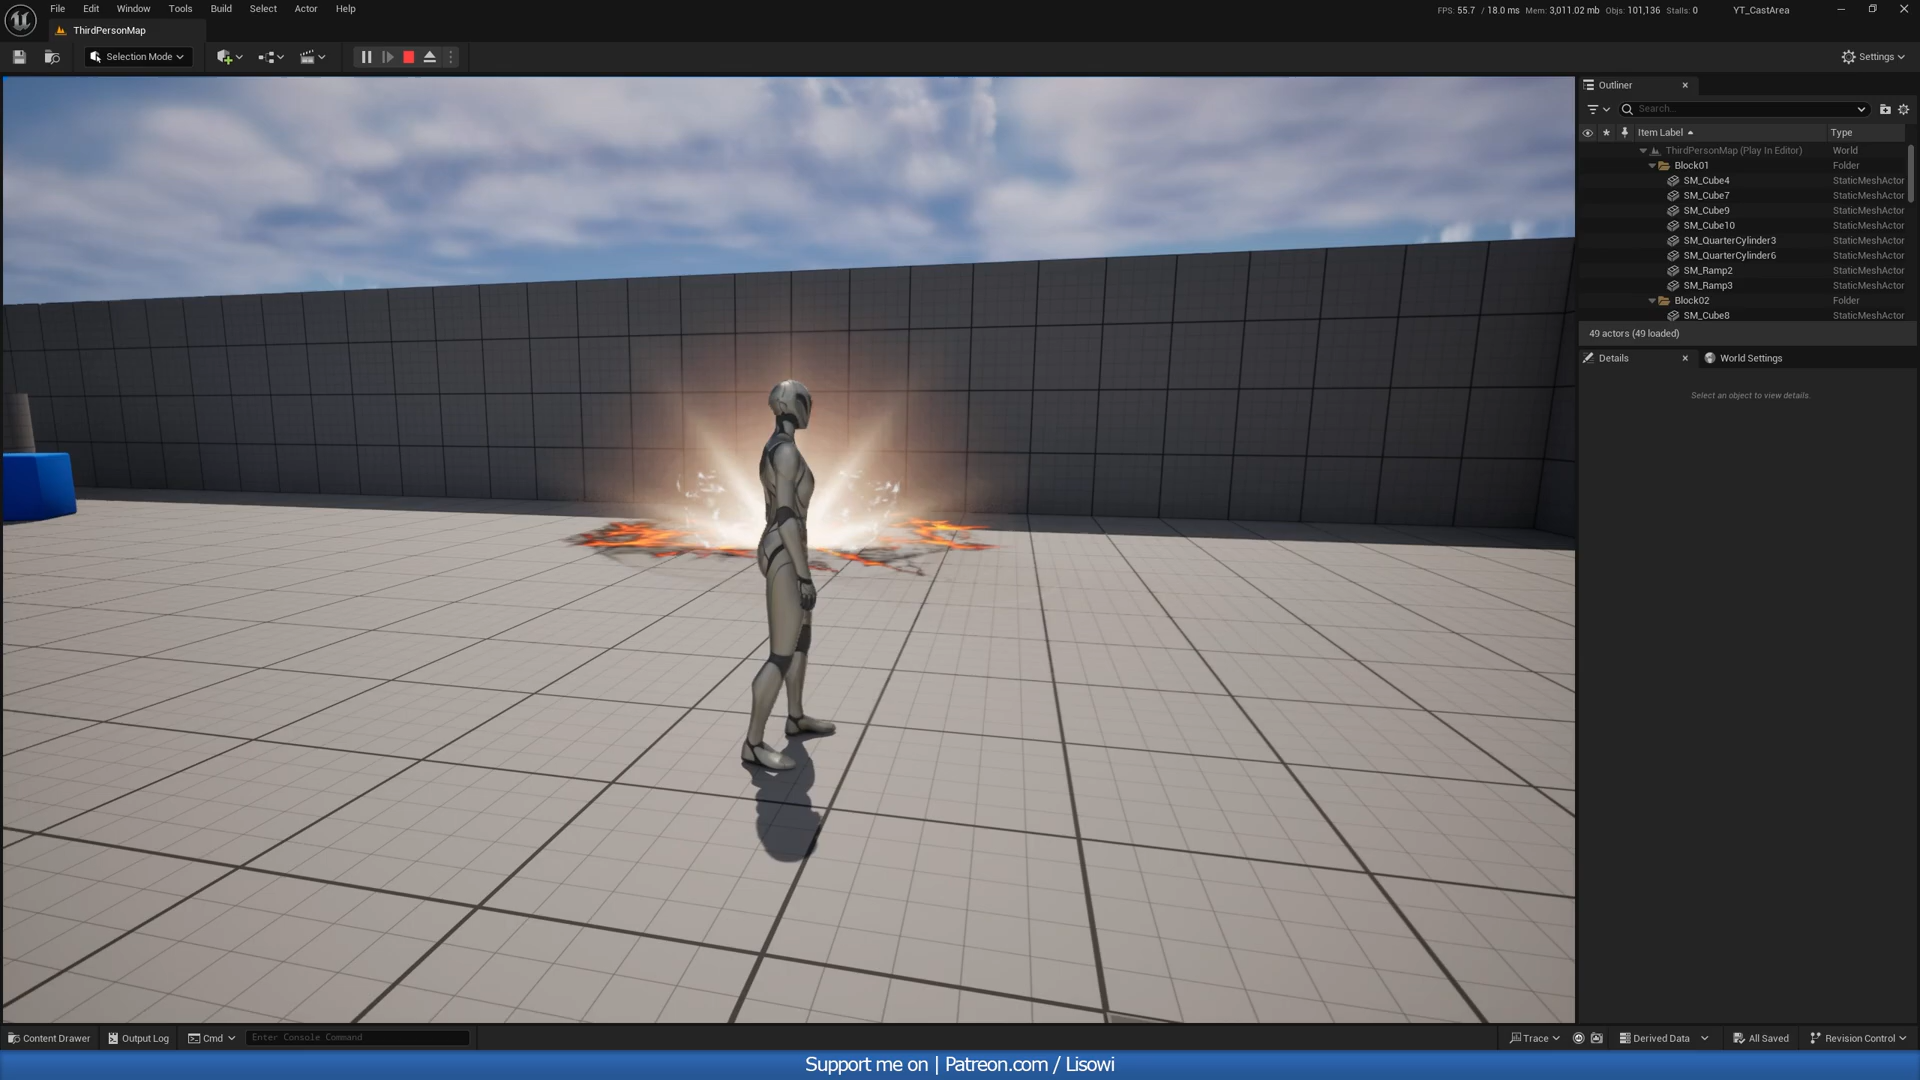 File Edit Window Tools Build Select Actor Help
FPS: 55.7 / 18.0 ms Mem: 3,011.02 mb Objs: 101,136 Stalls: 0 YT_CastArea
ThirdPersonMap
Selection Mode
Settings
Outliner
Search...
Item Label Type
ThirdPersonMap (Play In Editor) World
Block01 Folder
SM_Cube4 StaticMeshActor
SM_Cube7 StaticMeshActor
SM_Cube9 StaticMeshActor
SM_Cube10 StaticMeshActor
SM_QuarterCylinder3 StaticMeshActor
SM_QuarterCylinder6 StaticMeshActor
SM_Ramp2 StaticMeshActor
SM_Ramp3 StaticMeshActor
Block02 Folder
SM_Cube8 StaticMeshActor
49 actors (49 loaded)
Details World Settings
Select an object to view details.
Content Drawer Output Log Cmd Enter Console Command Trace Derived Data All Saved Revision Control
Support me on | Patreon.com / Lisowi